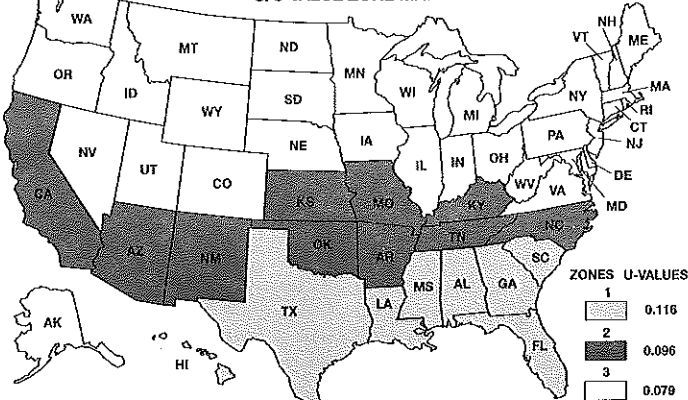 WA
MT
ND
MN
OR
ID
WY
SD
WI
MI
NH
VT
ME
NY
MA
RI
CT
NJ
NV
UT
CO
NE
IA
IL
IN
OH
PA
WV
VA
DE
MD
CA
AZ
NM
KS
MO
KY
OK
AR
TN
NC
TX
LA
MS
AL
GA
SC
FL
AK
HI
ZONES U-VALUES
1
0.116
2
0.096
3
0.079